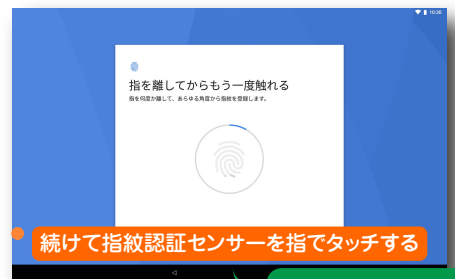 10:36
指を離してからもう一度触れる
指を何度か離して、あらゆる角度から指紋を登録します。
続けて指紋認証センサーを指でタッチする